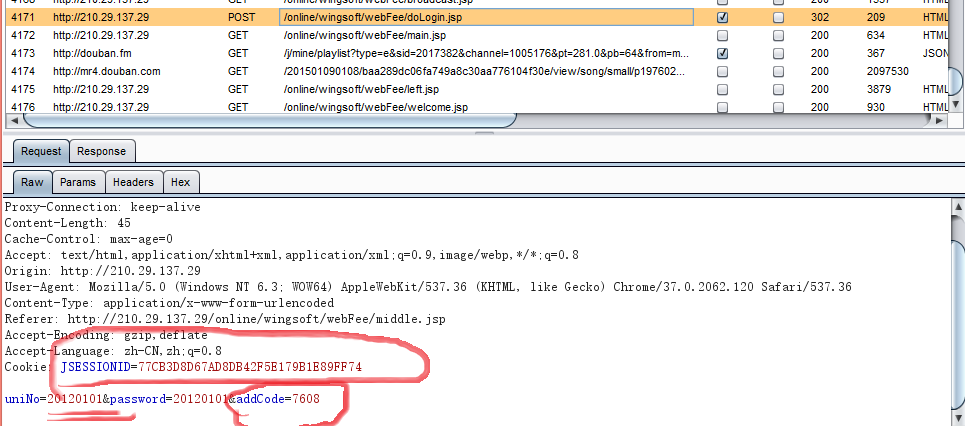 4171 http://210.29.137.29 POST /online/wingsoft/webFee/doLogin.jsp 302 209 HTML
4172 http://210.29.137.29 GET /online/wingsoft/webFee/main.jsp 200 634 HTML
4173 http://douban.fm GET /j/mine/playlist?type=e&sid=2017382&channel=1005176&pt=281.0&pb=64&from=m... 200 367 JSON
4174 http://mr4.douban.com GET /201501090108/baa289dc06fa749a8c30aa776104f30e/view/song/small/p197602... 200 2097530
4175 http://210.29.137.29 GET /online/wingsoft/webFee/left.jsp 200 3879 HTML
4176 http://210.29.137.29 GET /online/wingsoft/webFee/welcome.jsp 200 930 HTML
Request Response
Raw Params Headers Hex
Proxy-Connection: keep-alive
Content-Length: 45
Cache-Control: max-age=0
Accept: text/html,application/xhtml+xml,application/xml;q=0.9,image/webp,*/*;q=0.8
Origin: http://210.29.137.29
User-Agent: Mozilla/5.0 (Windows NT 6.3; WOW64) AppleWebKit/537.36 (KHTML, like Gecko) Chrome/37.0.2062.120 Safari/537.36
Content-Type: application/x-www-form-urlencoded
Referer: http://210.29.137.29/online/wingsoft/webFee/middle.jsp
Accept-Encoding: gzip,deflate
Accept-Language: zh-CN,zh;q=0.8
Cookie: JSESSIONID=77CB3D8D67AD8DB42F5E179B1E89FF74
uniNo=20120101&password=20120101&addCode=7608